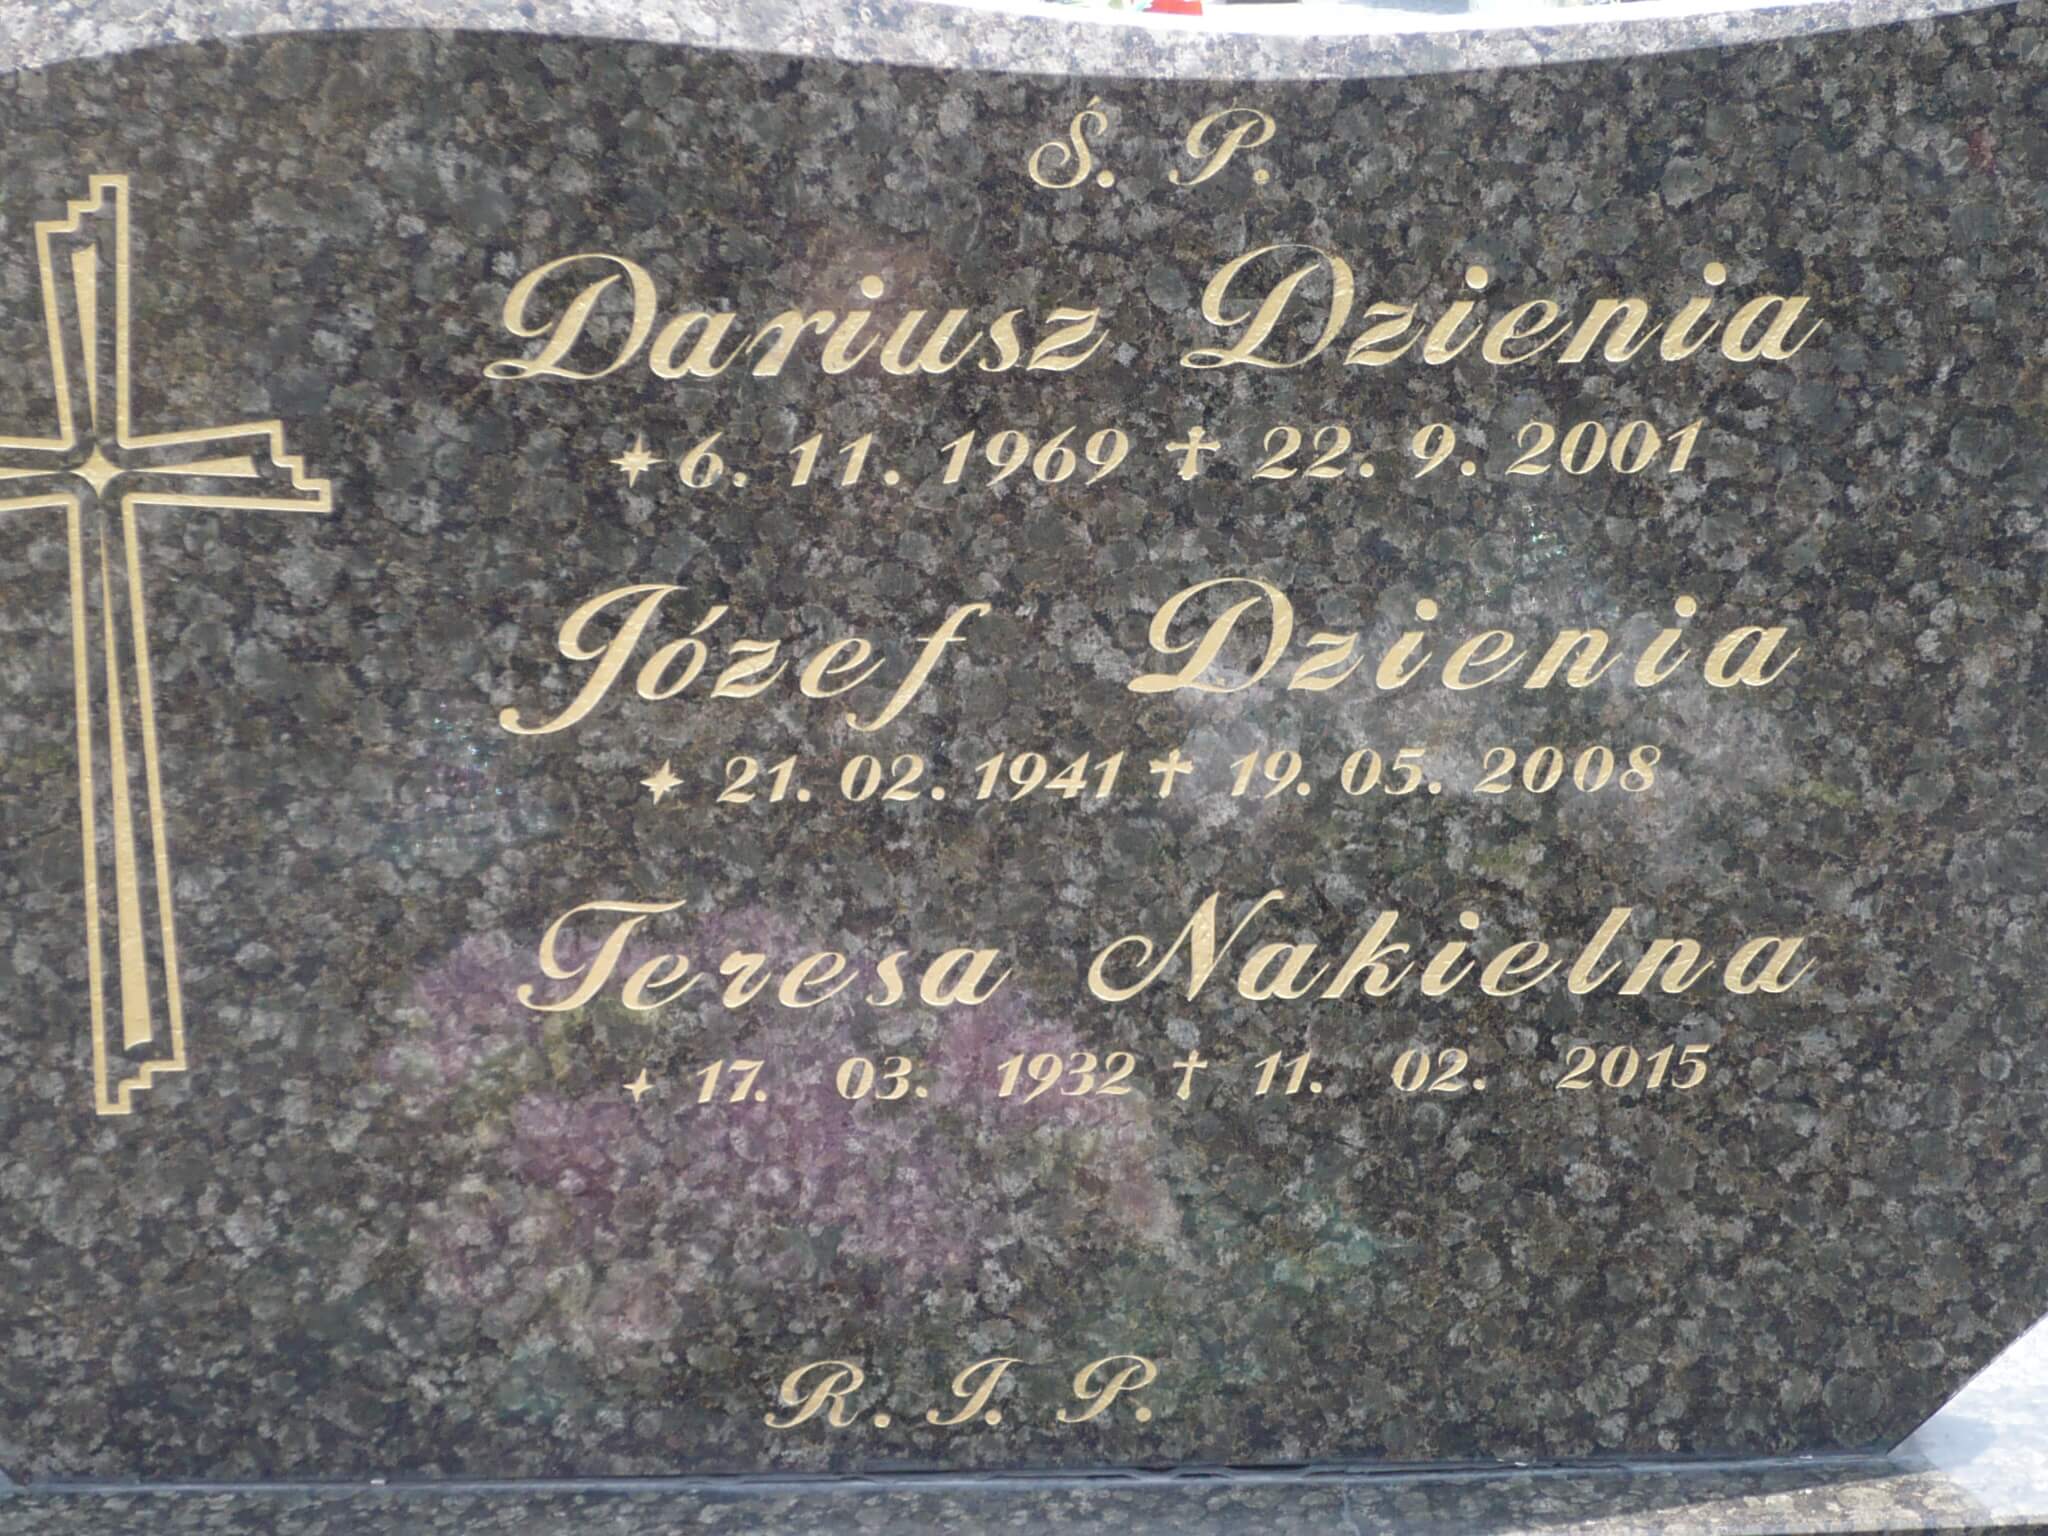 Ś. P.
Dariusz Dzienia
* 6. 11. 1969 ✝ 22. 9. 2001
Józef Dzienia
* 21. 02. 1941 ✝ 19. 05. 2008
Teresa Nakielna
* 17. 03. 1932 ✝ 11. 02. 2015
R. I. P.